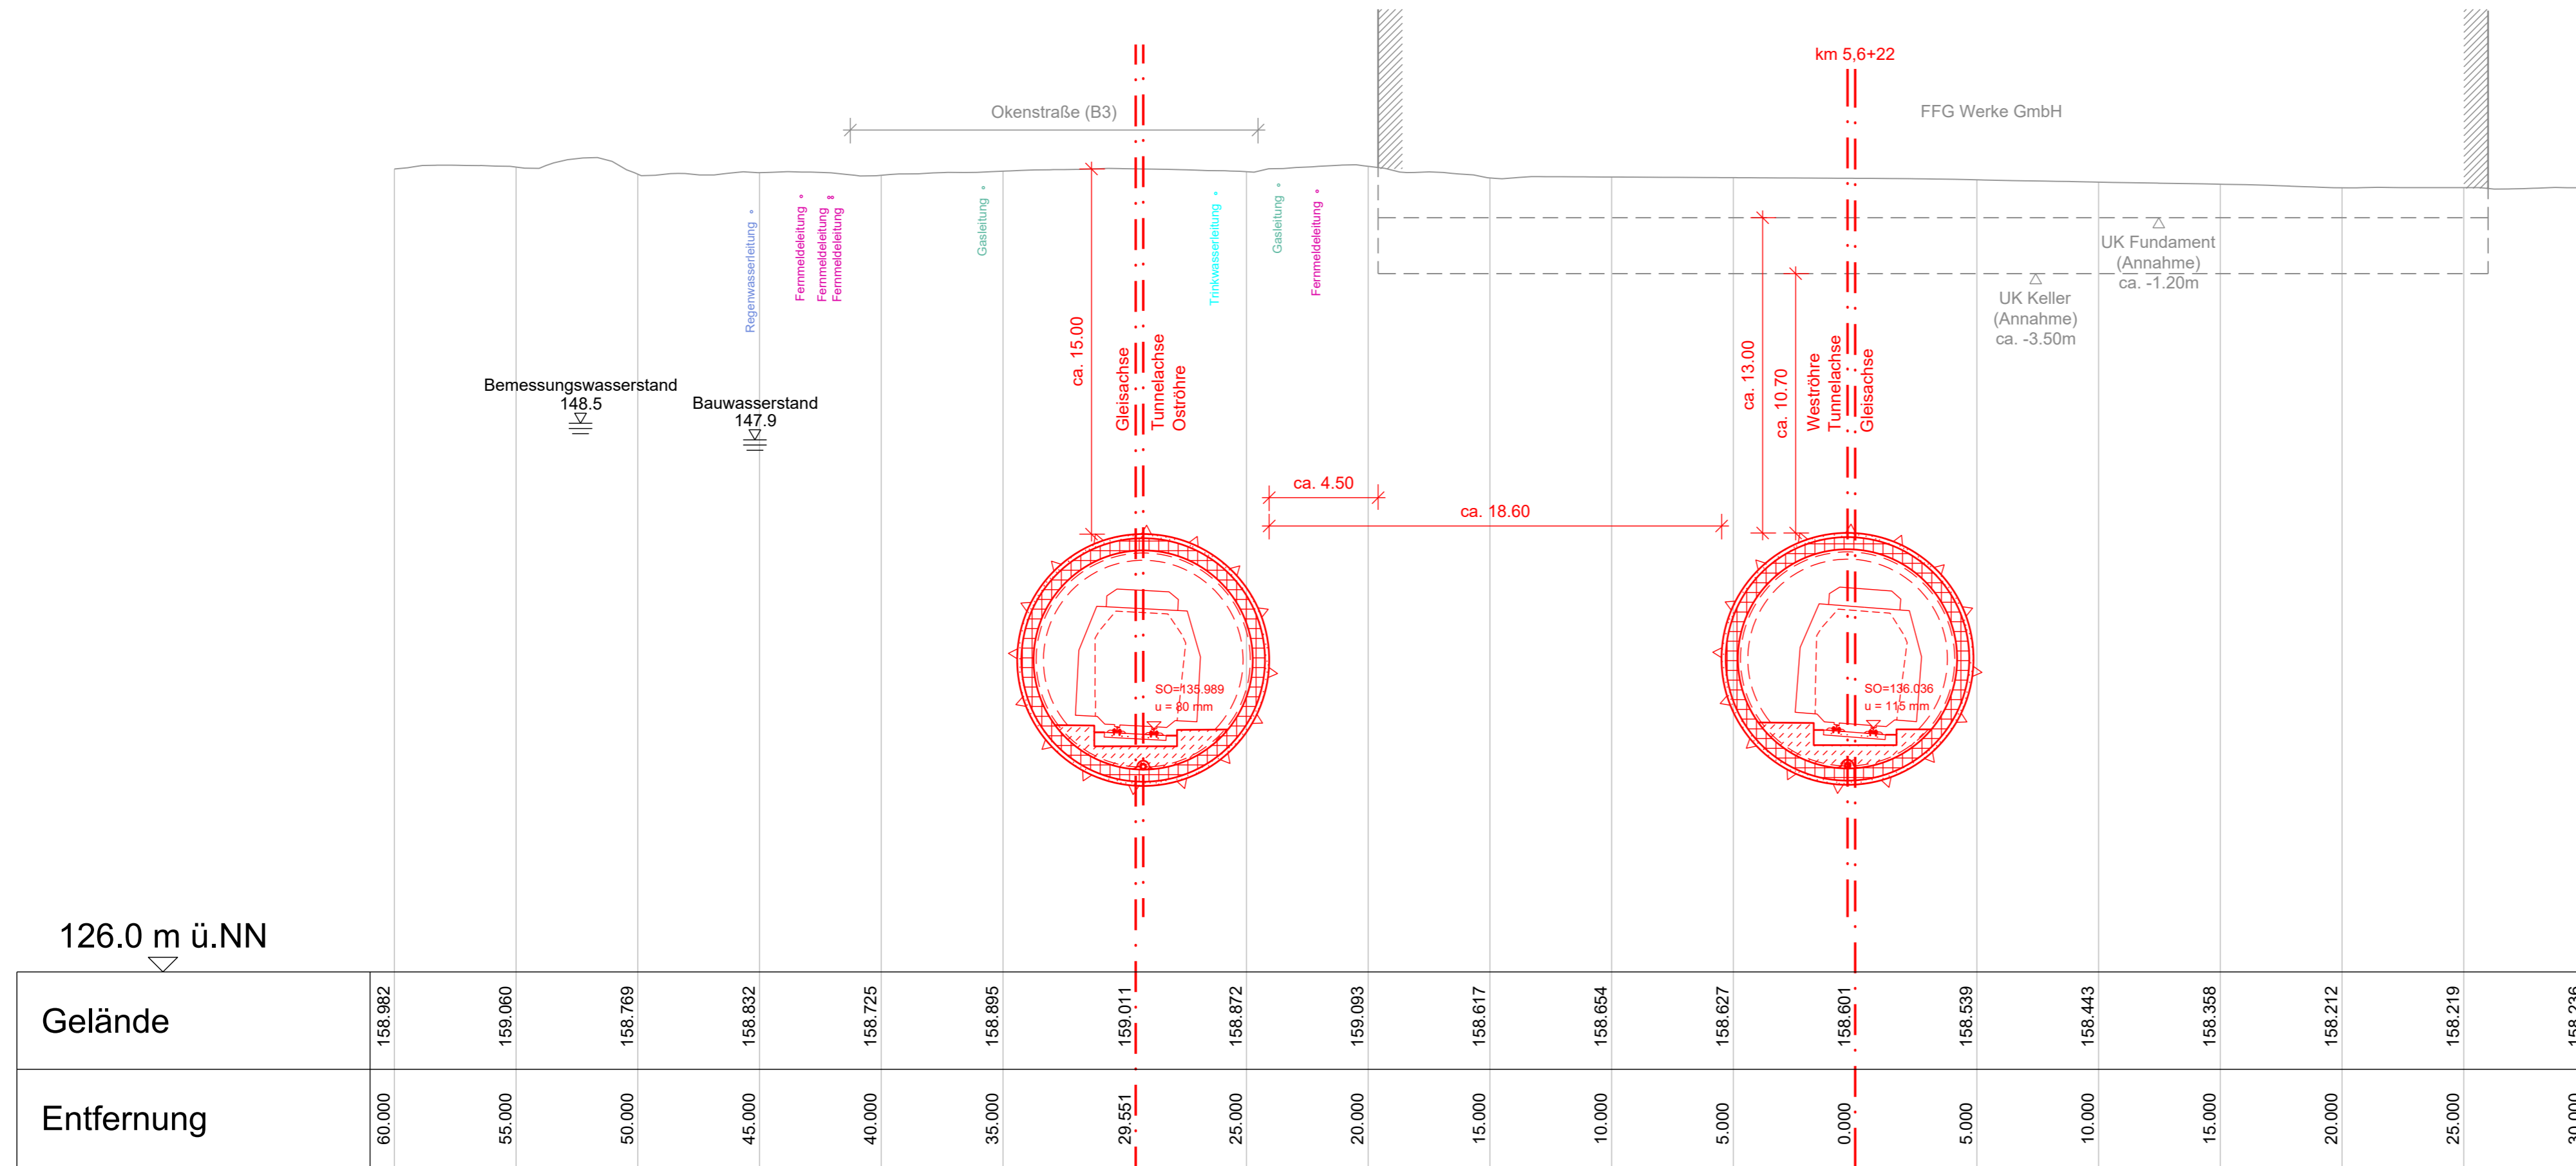 km 5,6+22
Okenstraße (B3)
FFG Werke GmbH
Regenwasserleitung
Fernmeldeleitung
Fernmeldeleitung
Fernmeldeleitung
Gasleitung
Trinkwasserleitung
Gasleitung
Fernmeldeleitung
UK Fundament
(Annahme)
ca. -1.20m
UK Keller
(Annahme)
ca. -3.50m
ca. 15.00
Gleisachse
Tunnelachse
Oströhre
ca. 13.00
ca. 10.70
Weströhre
Tunnelachse
Gleisachse
Bemessungswasserstand
148.5
Bauwasserstand
147.9
ca. 4.50
ca. 18.60
SO=135.989
u = 80 mm
SO=136.036
u = 115 mm
126.0 m ü.NN
Gelände
158.982
159.060
158.769
158.832
158.725
158.895
159.011
158.872
159.093
158.617
158.654
158.627
158.601
158.539
158.443
158.358
158.212
158.219
158.236
Entfernung
60.000
55.000
50.000
45.000
40.000
35.000
29.551
25.000
20.000
15.000
10.000
5.000
0.000
5.000
10.000
15.000
20.000
25.000
30.000